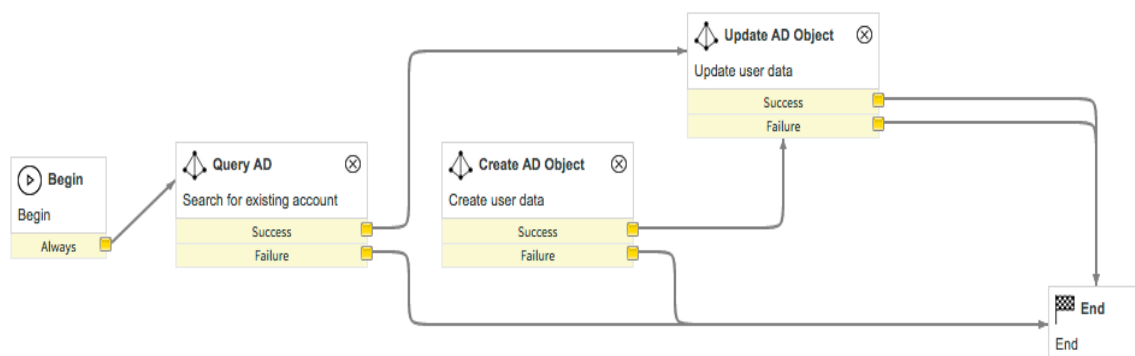 Begin
Begin
Always
Query AD
Search for existing account
Success
Failure
Create AD Object
Create user data
Success
Failure
Update AD Object
Update user data
Success
Failure
End
End